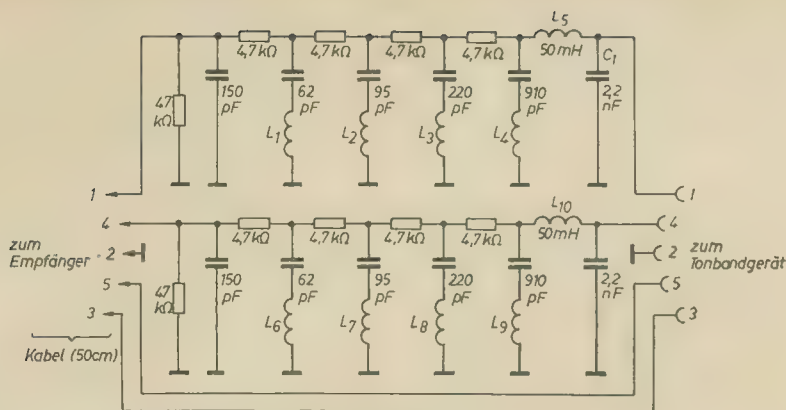 L5
4,7kΩ 4,7kΩ 4,7kΩ 4,7kΩ 50mH C1
47 kΩ
150 pF
62 pF
95 pF
220 pF
910 pF
2,2 nF
L1 L2 L3 L4
1 1
4 4
L10
4,7kΩ 4,7kΩ 4,7kΩ 4,7kΩ 50mH
zum Empfänger
2
2
zum Tonbandgerät
47 kΩ
150 pF
62 pF
95 pF
220 pF
910 pF
2,2 nF
5 5
L6 L7 L8 L9
3 3
Kabel (50cm)